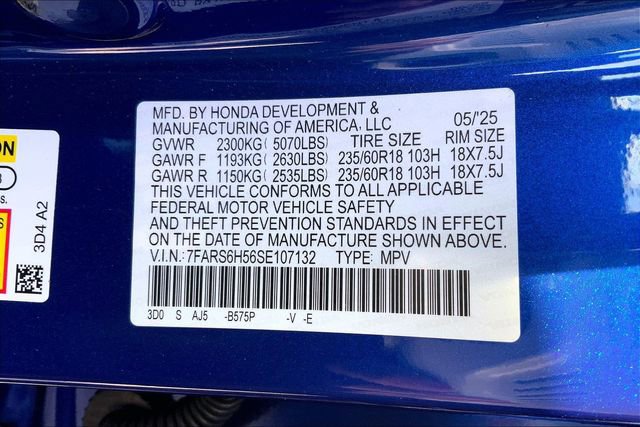 MFD. BY HONDA DEVELOPMENT &
MANUFACTURING OF AMERICA, LLC 05/'25
GVWR 2300KG ( 5070LBS) TIRE SIZE RIM SIZE
GAWR F 1193KG ( 2630LBS) 235/60R18 103H 18X7.5J
GAWR R 1150KG ( 2535LBS) 235/60R18 103H 18X7.5J
THIS VEHICLE CONFORMS TO ALL APPLICABLE
FEDERAL MOTOR VEHICLE SAFETY
AND THEFT PREVENTION STANDARDS IN EFFECT
ON THE DATE OF MANUFACTURE SHOWN ABOVE.
V.I.N.: 7FARS6H56SE107132 TYPE: MPV
3D0 S AJ5 -B575P -V -E
3D4 A2